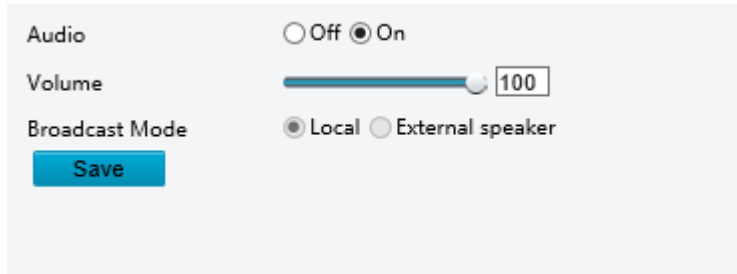 Audio Off On
Volume 100
Broadcast Mode Local External speaker
Save